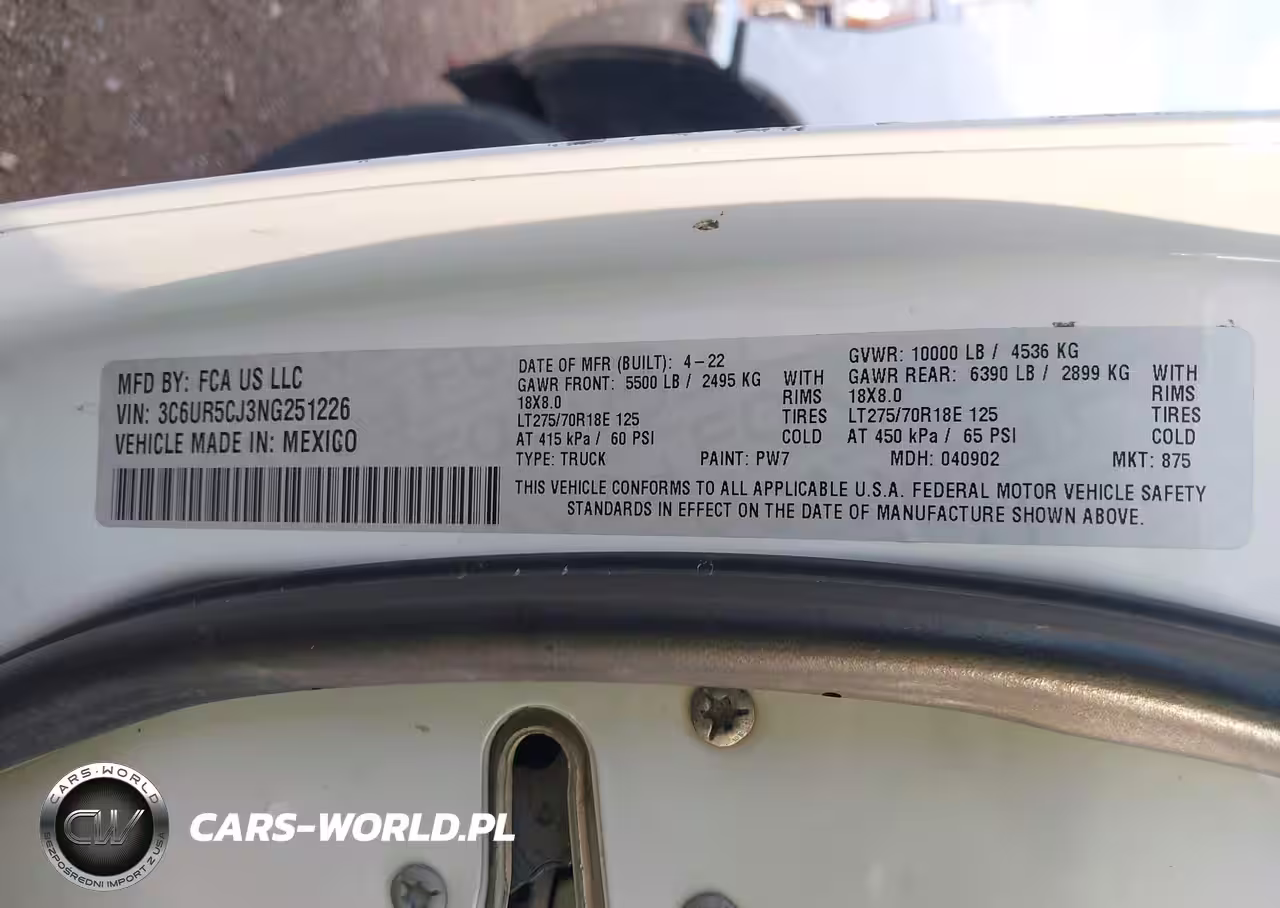 MFD BY: FCA US LLC
VIN: 3C6UR5CJ3NG251226
VEHICLE MADE IN: MEXICO
DATE OF MFR (BUILT): 4-22
GAWR FRONT: 5500 LB / 2495 KG WITH
18X8.0 RIMS
LT275/70R18E 125 TIRES
AT 415 kPa / 60 PSI COLD
GVWR: 10000 LB / 4536 KG
GAWR REAR: 6390 LB / 2899 KG WITH
18X8.0 RIMS
LT275/70R18E 125 TIRES
AT 450 kPa / 65 PSI COLD
TYPE: TRUCK PAINT: PW7 MDH: 040902 MKT: 875
THIS VEHICLE CONFORMS TO ALL APPLICABLE U.S.A. FEDERAL MOTOR VEHICLE SAFETY
STANDARDS IN EFFECT ON THE DATE OF MANUFACTURE SHOWN ABOVE.
CARS-WORLD
CW
BEZPOŚREDNI IMPORT Z USA
CARS-WORLD.PL